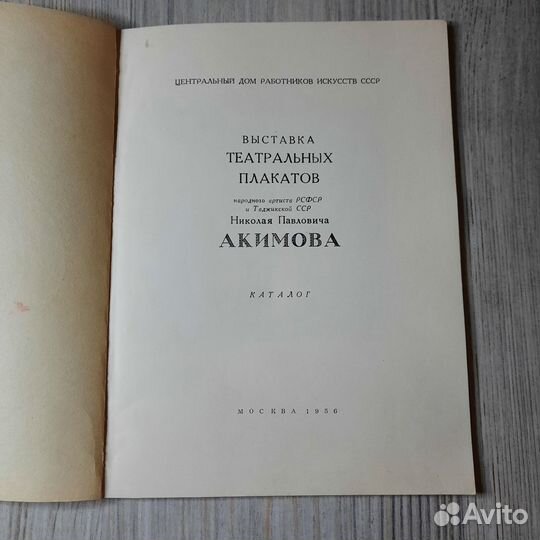 ЦЕНТРАЛЬНЫЙ ДОМ РАБОТНИКОВ ИСКУССТВ СССР
ВЫСТАВКА
ТЕАТРАЛЬНЫХ
ПЛАКАТОВ
народного артиста РСФСР
и Таджикской ССР
Николая Павловича
АКИМОВА
КАТАЛОГ
МОСКВА 1956
Avito